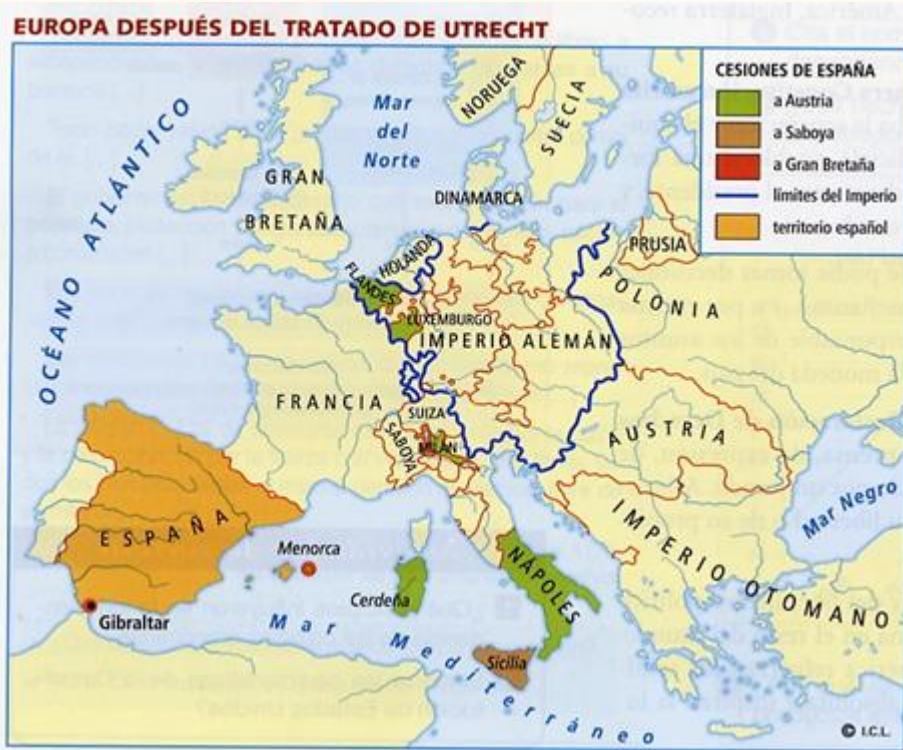 EUROPA DESPUÉS DEL TRATADO DE UTRECHT
CESIONES DE ESPAÑA
a Austria
a Saboya
a Gran Bretaña
límites del Imperio
territorio español
OCÉANO ATLÁNTICO
Mar
del
Norte
NORUEGA
SUECIA
GRAN
BRETAÑA
DINAMARCA
PRUSIA
HOLANDA
FLANDES
POLONIA
LUXEMBURGO
IMPERIO ALEMÁN
FRANCIA
SUIZA
SABOYA
MILÁN
AUSTRIA
Mar Negro
ESPAÑA
Menorca
IMPERIO OTOMANO
NÁPOLES
Cerdeña
Gibraltar
Mar Mediterráneo
Sicilia
© I.C.L.